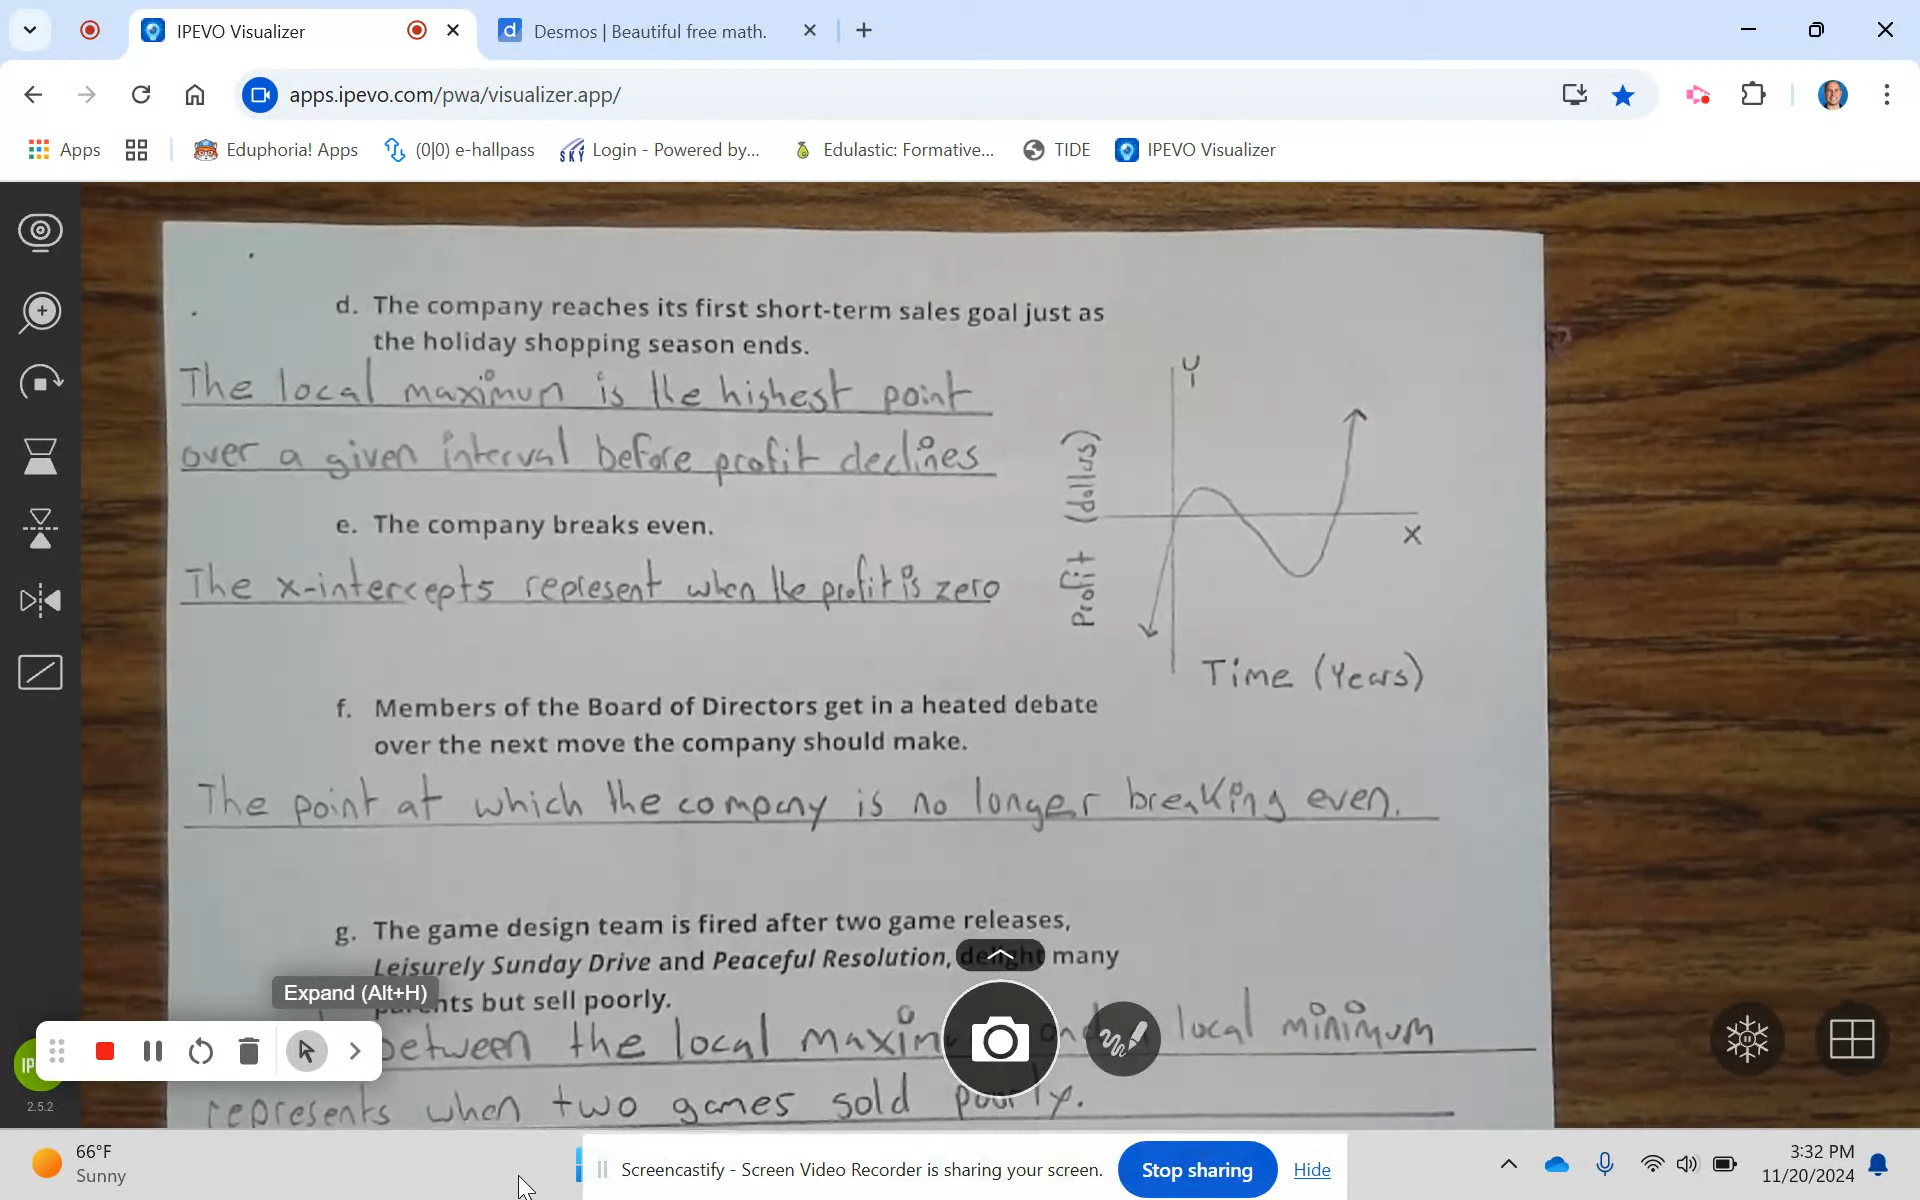 IPEVO Visualizer
Desmos | Beautiful free math.
apps.ipevo.com/pwa/visualizer.app/
Apps
Eduphoria! Apps
(0|0) e-hallpass
SKY
Login - Powered by...
Edulastic: Formative...
TIDE
IPEVO Visualizer
d. The company reaches its first short-term sales goal just as
the holiday shopping season ends.
The local maximum is the highest point
over a given interval before profit declines
e. The company breaks even.
The x-intercepts represent when the profit is zero
Y
X
Profit (dollus)
Time (Years)
f. Members of the Board of Directors get in a heated debate
over the next move the company should make.
The point at which the company is no longer breaking even.
g. The game design team is fired after two game releases,
Leisurely Sunday Drive and Peaceful Resolution, delight many
but sell poorly.
between the local local minimum
represents when two games sold poorly.
Expand (Alt+H)
IP
2.5.2
66°F
Sunny
Screencastify - Screen Video Recorder is sharing your screen.
Stop sharing
Hide
3:32 PM
11/20/2024